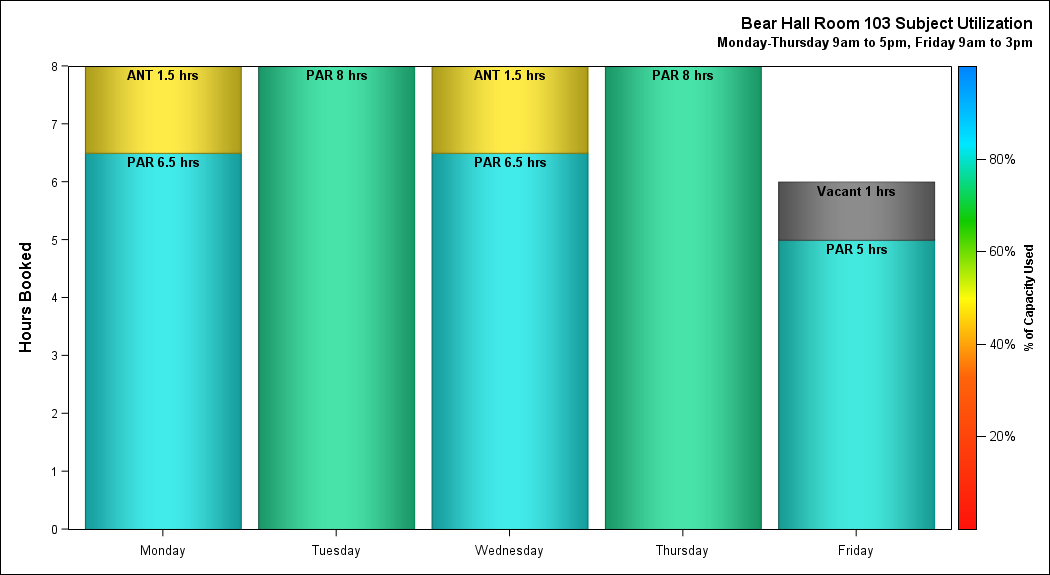 Bear Hall Room 103 Subject Utilization
Monday-Thursday 9am to 5pm, Friday 9am to 3pm
Hours Booked
8
7
6
5
4
3
2
1
0
ANT 1.5 hrs
PAR 6.5 hrs
PAR 8 hrs
ANT 1.5 hrs
PAR 6.5 hrs
PAR 8 hrs
Vacant 1 hrs
PAR 5 hrs
Monday
Tuesday
Wednesday
Thursday
Friday
80%
60%
40%
20%
% of Capacity Used